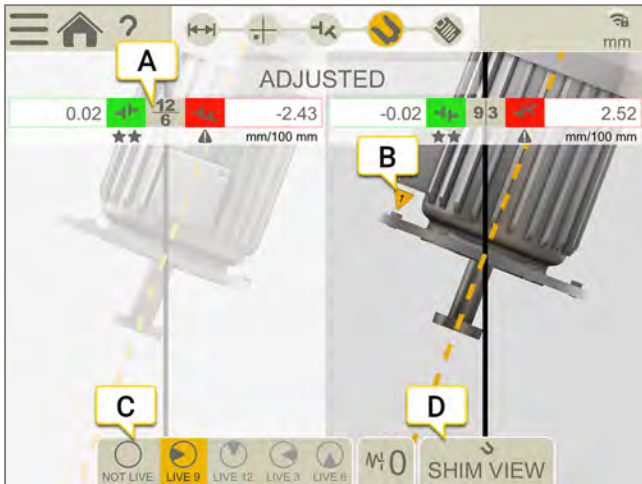 ?
mm
A
ADJUSTED
0.02 12/6 -2.43 -0.02 9 3 2.52
mm/100 mm mm/100 mm
B
1
C D
NOT LIVE LIVE 9 LIVE 12 LIVE 3 LIVE 6 0 SHIM VIEW